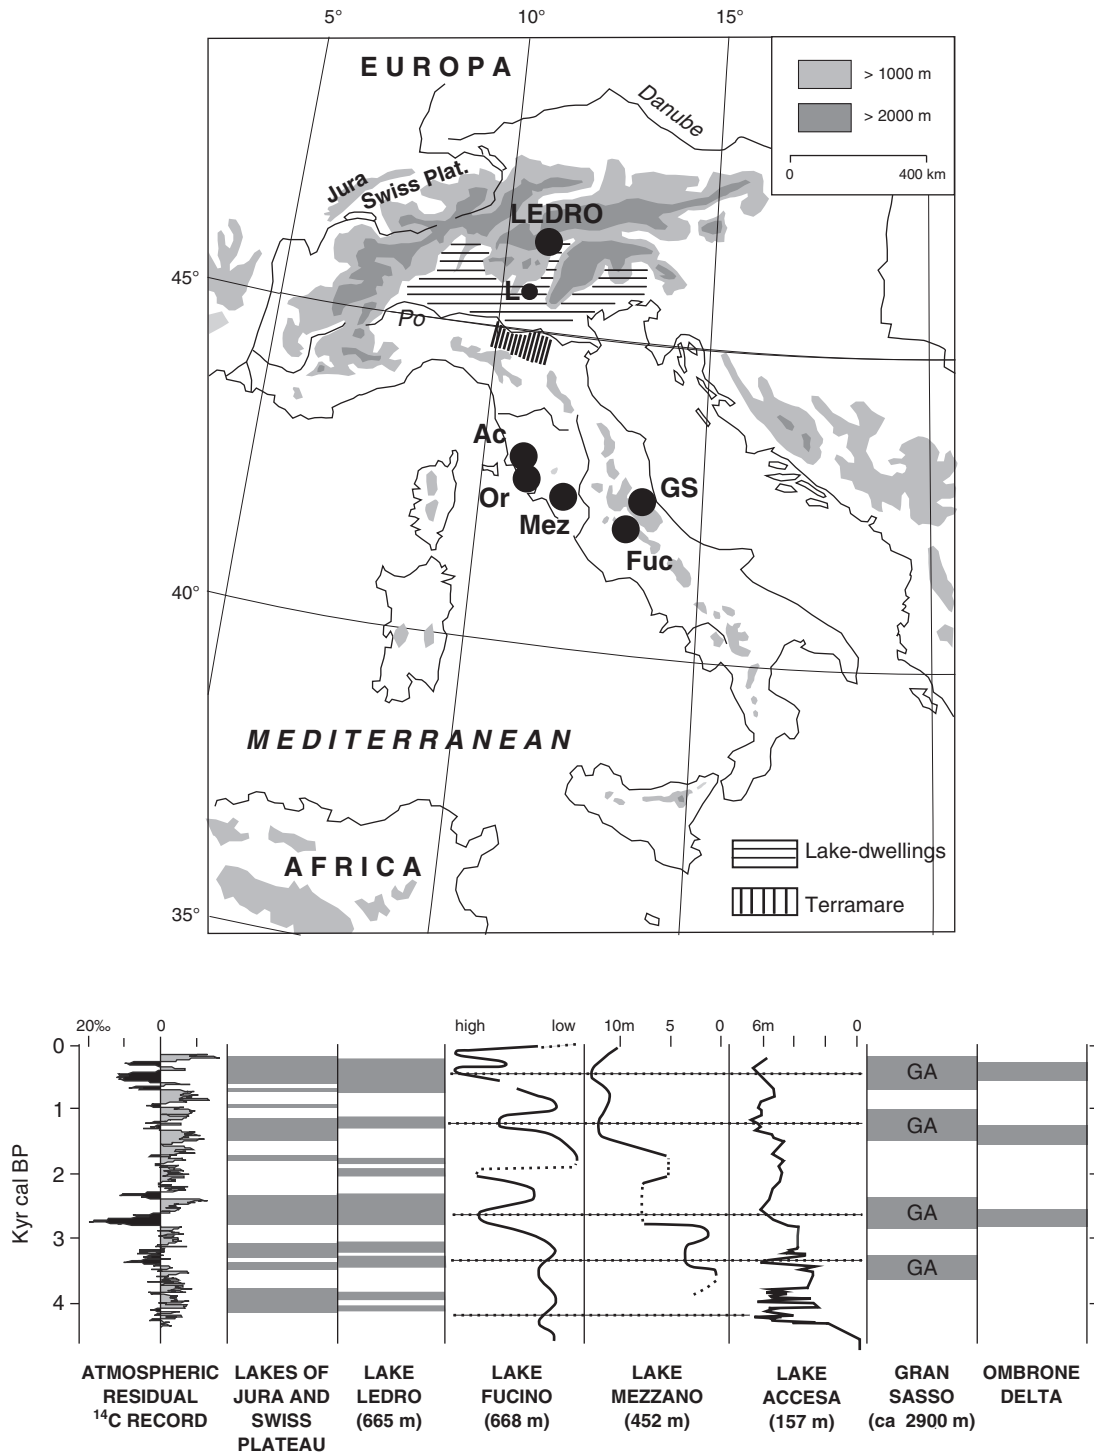 5° 10° 15°
EUROPA
> 1000 m
> 2000 m
0 400 km
Danube
Jura
Swiss Plat.
LEDRO
45°
L
Po
Ac
Or
Mez
GS
Fuc
40°
MEDITERRANEAN
AFRICA
Lake-dwellings
Terramare
35°
20‰ 0 high low 10m 5 0 6m 0
Kyr cal BP
0
1
2
3
4
GA
GA
GA
GA
ATMOSPHERIC
RESIDUAL
¹⁴C RECORD
LAKES OF
JURA AND
SWISS
PLATEAU
LAKE
LEDRO
(665 m)
LAKE
FUCINO
(668 m)
LAKE
MEZZANO
(452 m)
LAKE
ACCESA
(157 m)
GRAN
SASSO
(ca 2900 m)
OMBRONE
DELTA